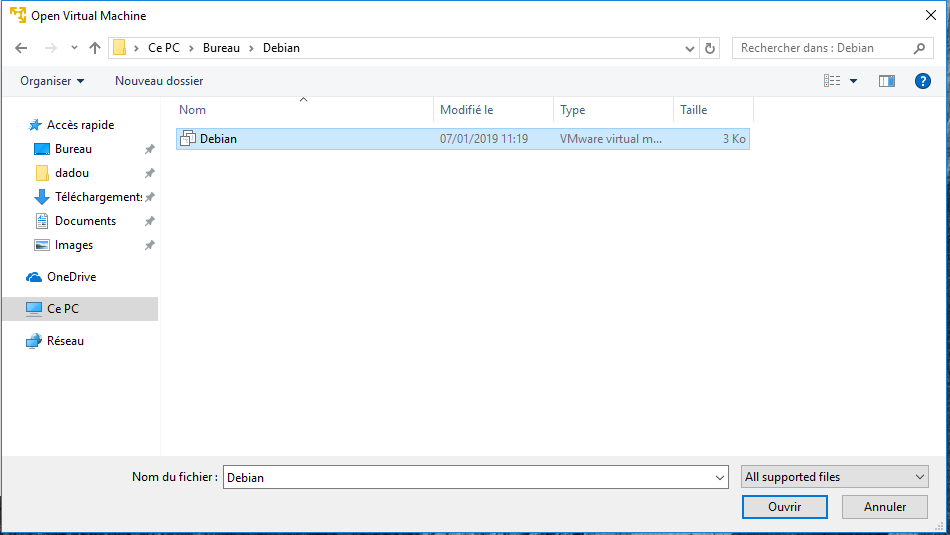 Open Virtual Machine
Ce PC Bureau Debian
Rechercher dans : Debian
Organiser Nouveau dossier
Nom Modifié le Type Taille
Debian 07/01/2019 11:19 VMware virtual m... 3 Ko
Accès rapide
Bureau
dadou
Téléchargements
Documents
Images
OneDrive
Ce PC
Réseau
Nom du fichier : Debian All supported files
Ouvrir Annuler